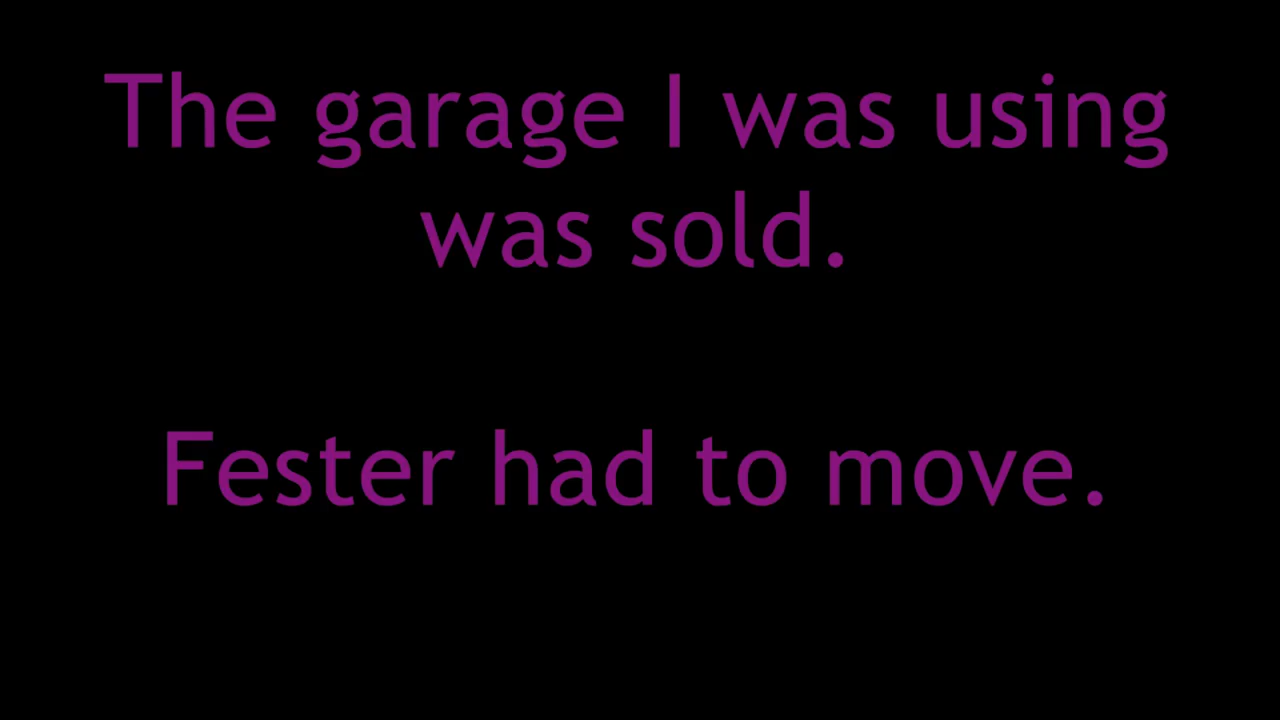 The garage I was using
was sold.
Fester had to move.